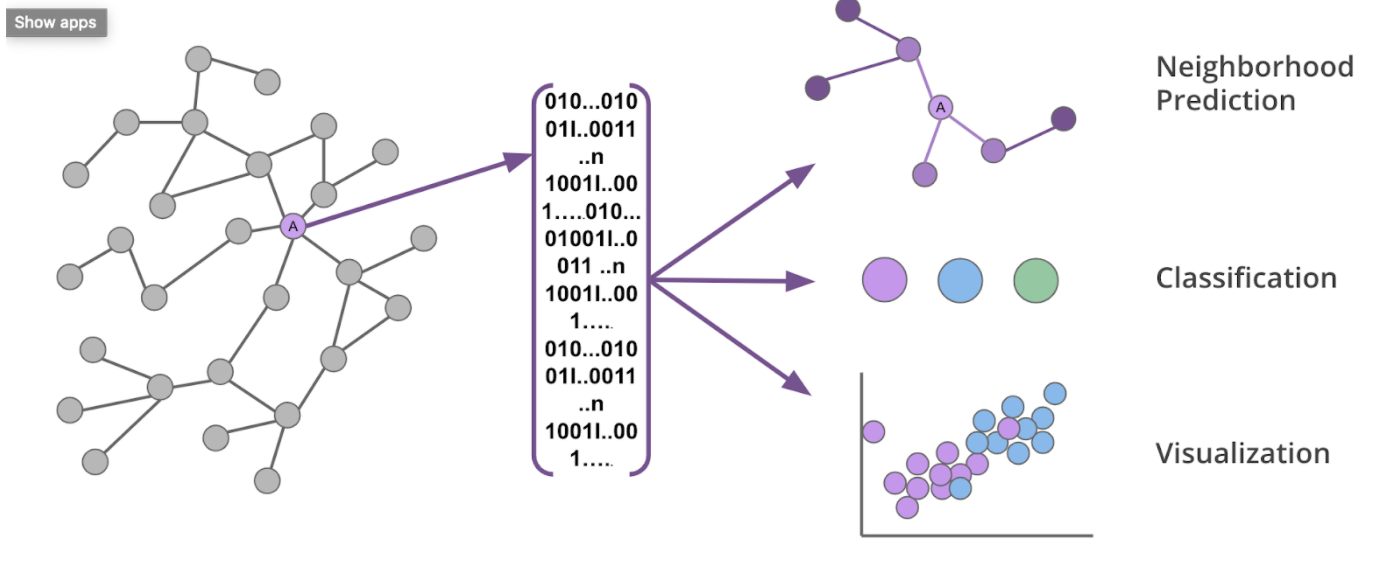 Show apps
A
010...010
01l..0011
..n
1001l..00
1.....010...
01001l..0
011 ..n
1001l..00
1.....
010...010
01l..0011
..n
1001l..00
1.....
A
Neighborhood
Prediction
Classification
Visualization